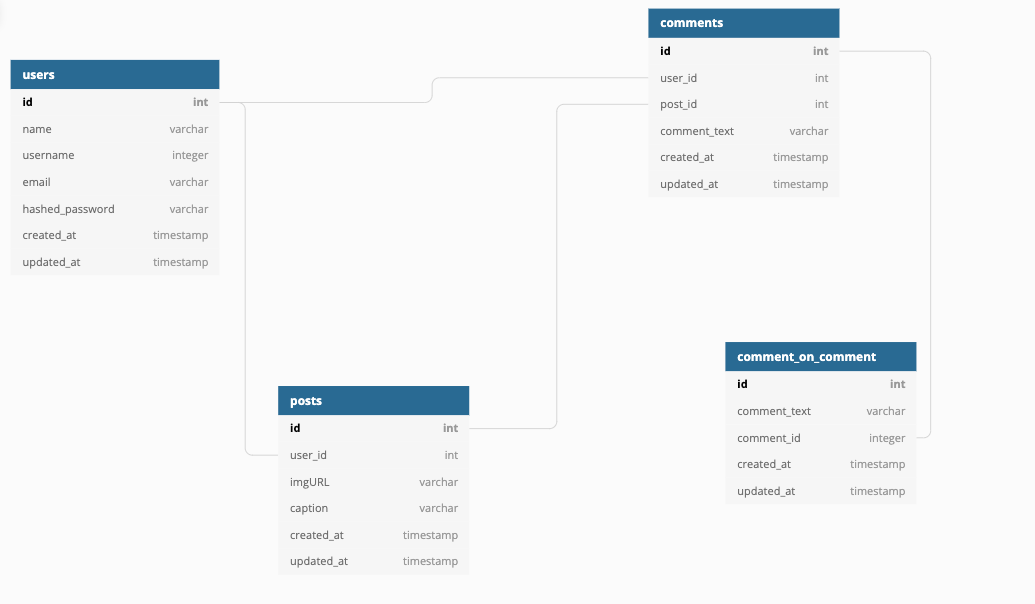 users
id int
name varchar
username integer
email varchar
hashed_password varchar
created_at timestamp
updated_at timestamp
comments
id int
user_id int
post_id int
comment_text varchar
created_at timestamp
updated_at timestamp
posts
id int
user_id int
imgURL varchar
caption varchar
created_at timestamp
updated_at timestamp
comment_on_comment
id int
comment_text varchar
comment_id integer
created_at timestamp
updated_at timestamp